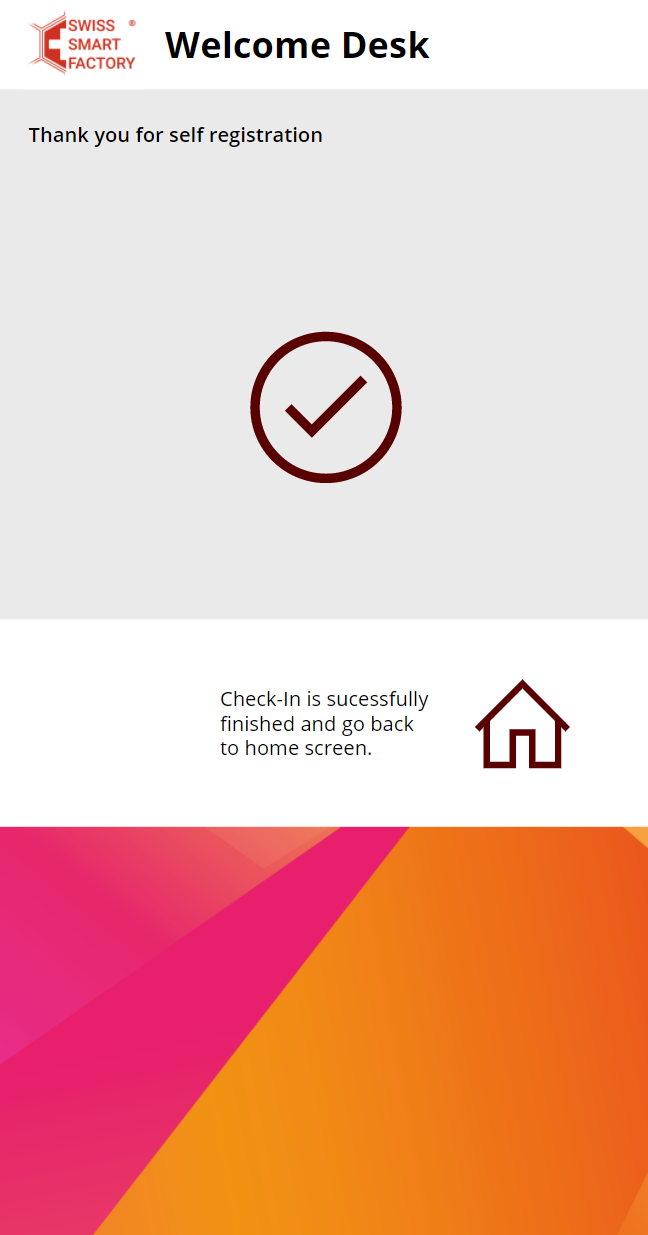 SWISS ®
SMART
FACTORY
Welcome Desk
Thank you for self registration
Check-In is sucessfully
finished and go back
to home screen.